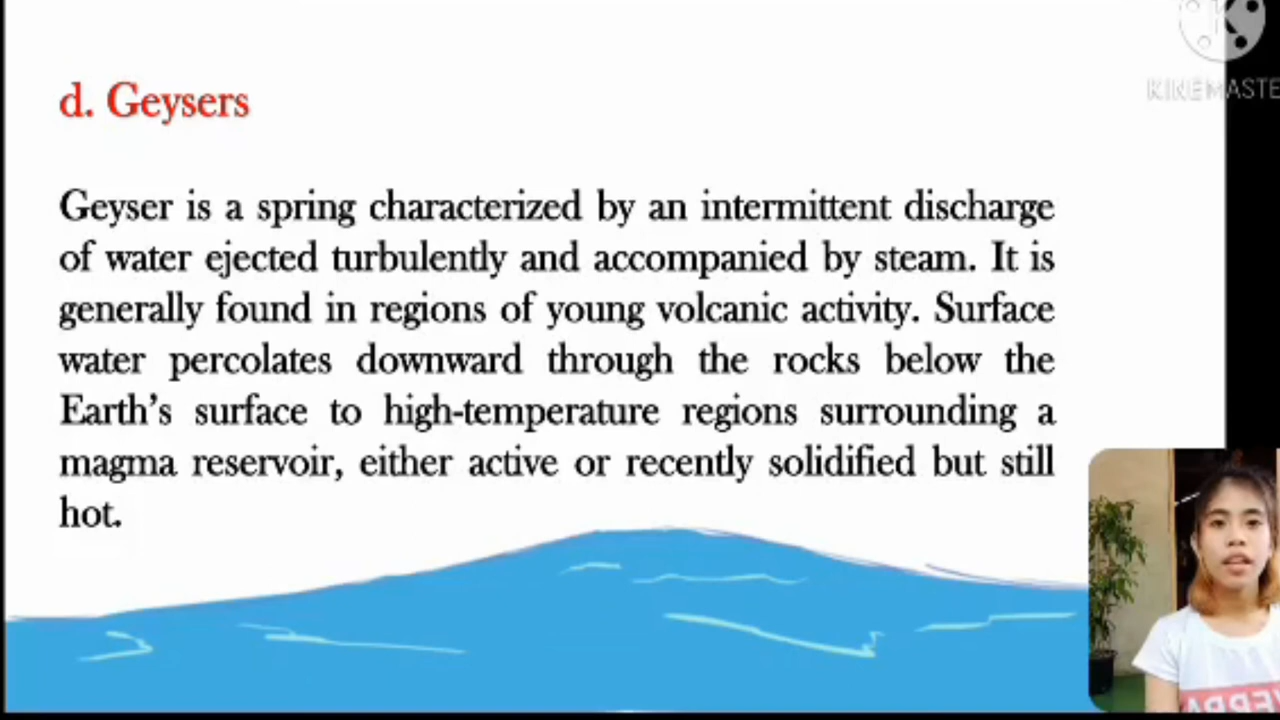 K
KINEMASTE
d. Geysers
Geyser is a spring characterized by an intermittent discharge
of water ejected turbulently and accompanied by steam. It is
generally found in regions of young volcanic activity. Surface
water percolates downward through the rocks below the
Earth’s surface to high-temperature regions surrounding a
magma reservoir, either active or recently solidified but still
hot.